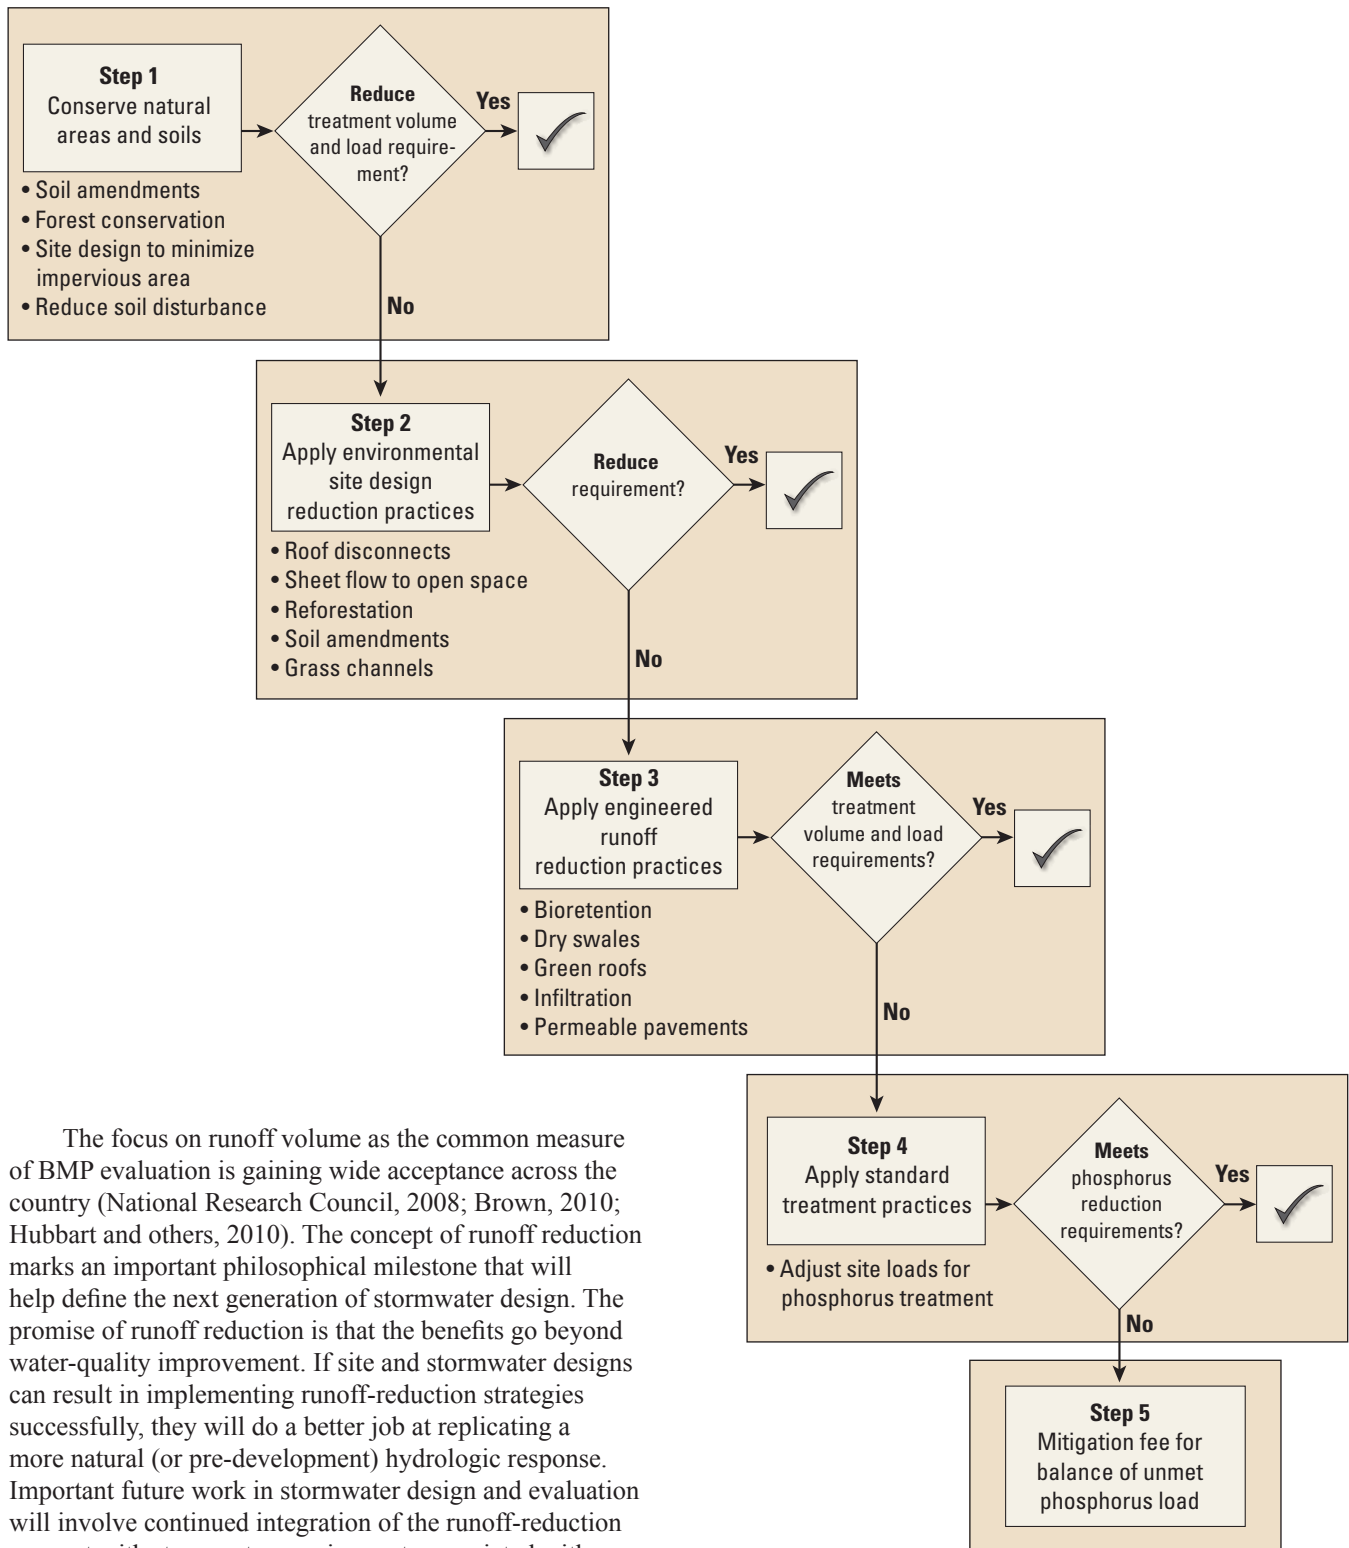 Step 1
Conserve natural
areas and soils
Reduce
treatment volume
and load require-
ment?
Yes
• Soil amendments
• Forest conservation
• Site design to minimize
impervious area
• Reduce soil disturbance
No
Step 2
Apply environmental
site design
reduction practices
Reduce
requirement?
Yes
• Roof disconnects
• Sheet flow to open space
• Reforestation
• Soil amendments
• Grass channels
No
Step 3
Apply engineered
runoff
reduction practices
Meets
treatment
volume and load
requirements?
Yes
• Bioretention
• Dry swales
• Green roofs
• Infiltration
• Permeable pavements
No
Step 4
Apply standard
treatment practices
Meets
phosphorus
reduction
requirements?
Yes
• Adjust site loads for
phosphorus treatment
No
Step 5
Mitigation fee for
balance of unmet
phosphorus load
The focus on runoff volume as the common measure
of BMP evaluation is gaining wide acceptance across the
country (National Research Council, 2008; Brown, 2010;
Hubbart and others, 2010). The concept of runoff reduction
marks an important philosophical milestone that will
help define the next generation of stormwater design. The
promise of runoff reduction is that the benefits go beyond
water-quality improvement. If site and stormwater designs
can result in implementing runoff-reduction strategies
successfully, they will do a better job at replicating a
more natural (or pre-development) hydrologic response.
Important future work in stormwater design and evaluation
will involve continued integration of the runoff-reduction